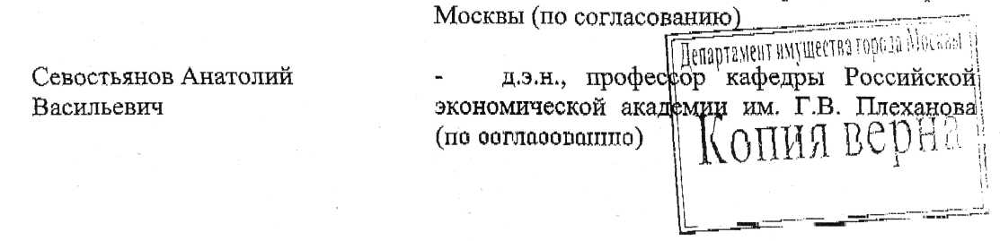 Москвы (по согласованию)
Севостьянов Анатолий
Васильевич
- д.э.н., профессор кафедры Российской
экономической академии им. Г.В. Плеханова
(по согласованию)
Департамент имущества города Москвы
Копия верна